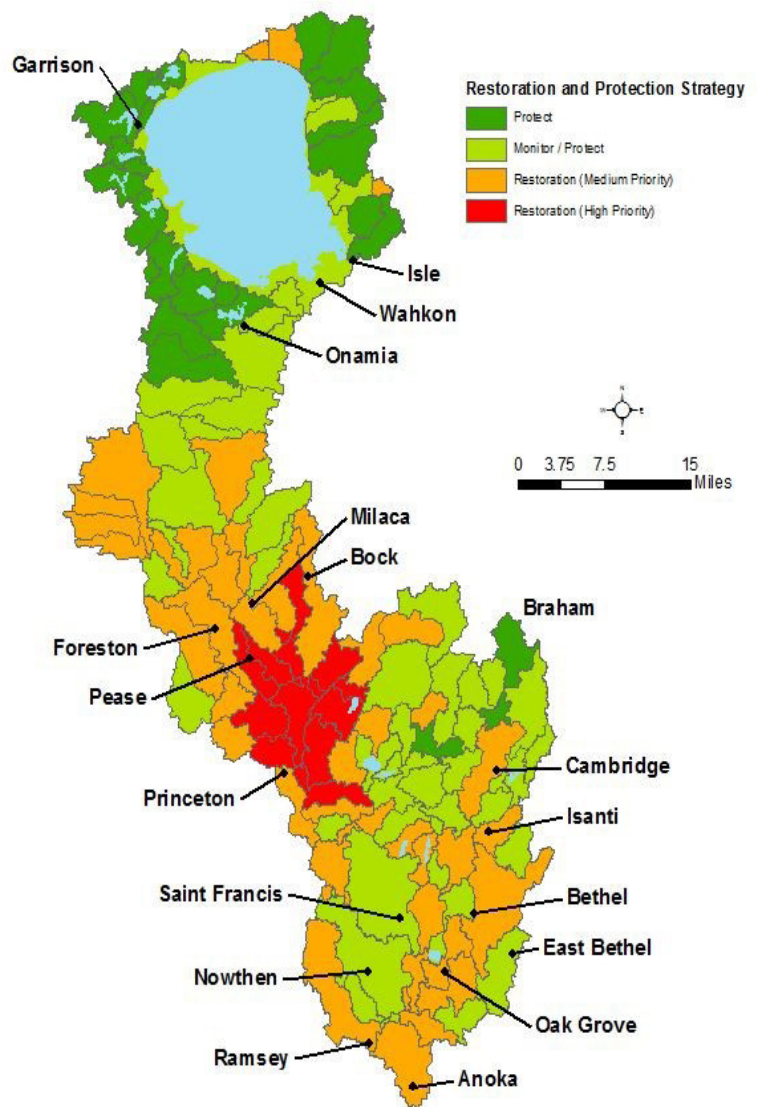 Garrison
Restoration and Protection Strategy
Protect
Monitor / Protect
Restoration (Medium Priority)
Restoration (High Priority)
Isle
Wahkon
Onamia
N
W
E
S
0 3.75 7.5 15
Miles
Milaca
Bock
Braham
Foreston
Pease
Cambridge
Princeton
Isanti
Saint Francis
Bethel
East Bethel
Nowthen
Oak Grove
Ramsey
Anoka